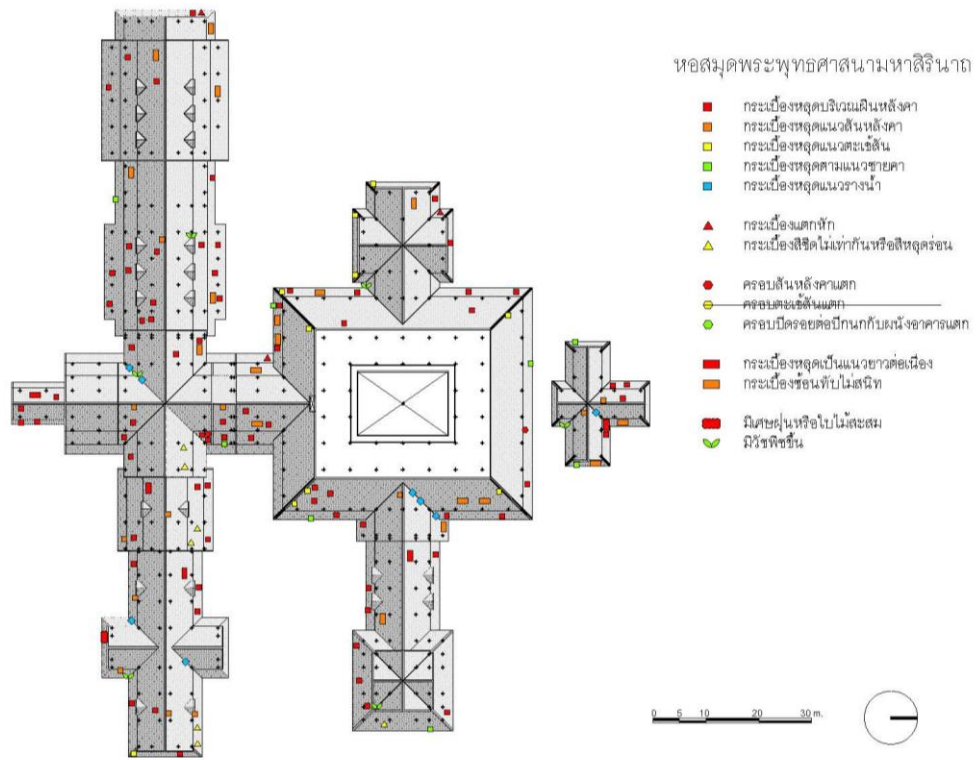 หอสมุดพระพุทธศาสนามหาสิรินาถ
กระเบื้องหลุดบริเวณผืนหลังคา
กระเบื้องหลุดแนวสันหลังคา
กระเบื้องหลุดแนวตะเข้สัน
กระเบื้องหลุดตามแนวชายคา
กระเบื้องหลุดแนวรางน้ำ
กระเบื้องแตกหัก
กระเบื้องสีซีดไม่เท่ากันหรือสีหลุดร่อน
ครอบสันหลังคาแตก
ครอบตะเข้สันแตก
ครอบปิดรอยต่อปีกนกกับผนังอาคารแตก
กระเบื้องหลุดเป็นแนวยาวต่อเนื่อง
กระเบื้องซ้อนทับไม่สนิท
มีเศษฝุ่นหรือใบไม้สะสม
มีวัชพืชขึ้น
0 5 10 20 30 m.